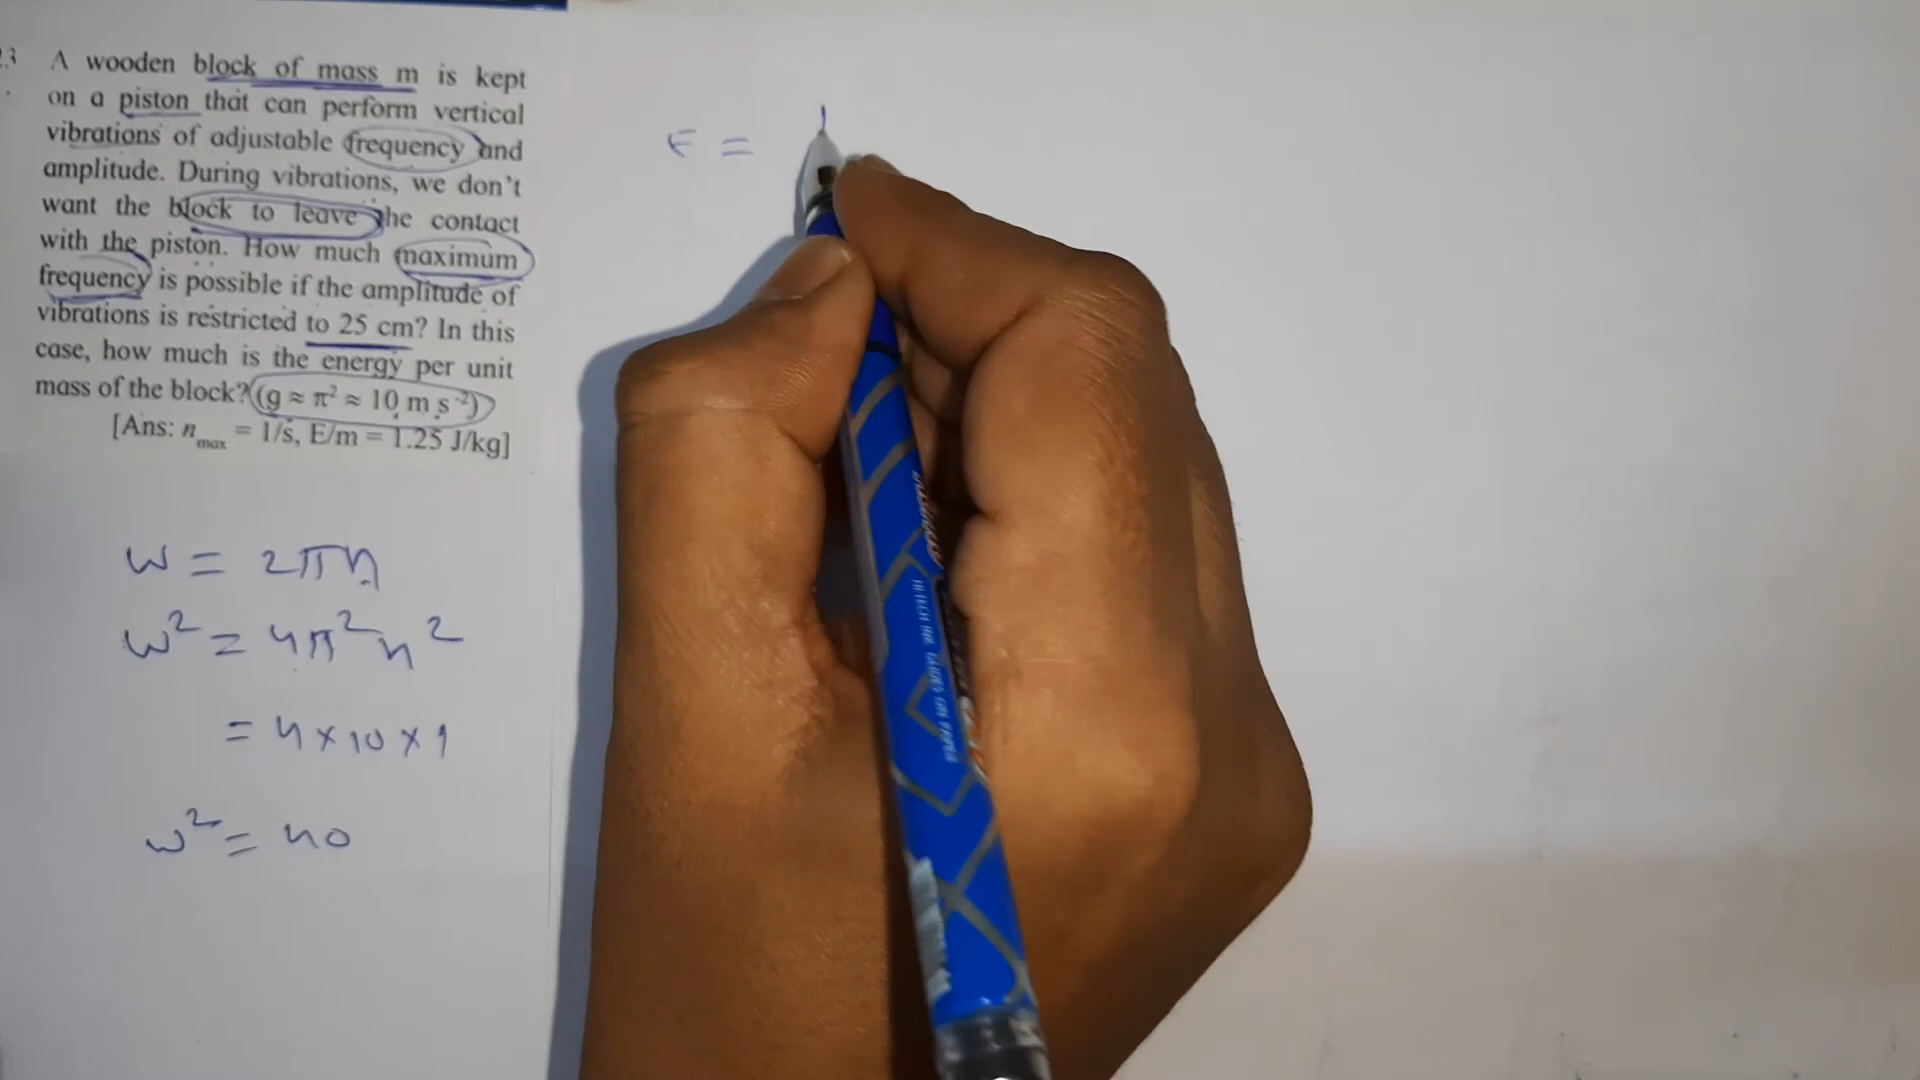 A wooden block of mass m is kept
on a piston that can perform vertical
vibrations of adjustable frequency and
amplitude. During vibrations, we don't
want the block to leave the contact
with the piston. How much maximum
frequency is possible if the amplitude of
vibrations is restricted to 25 cm? In this
case, how much is the energy per unit
mass of the block? (g ≈ π² ≈ 10 m s⁻²)
[Ans: n max = 1/s, E/m = 1.25 J/kg]
w = 2πn
w² = 4π²n²
= 4 × 10 × 1
w² = 40
E =